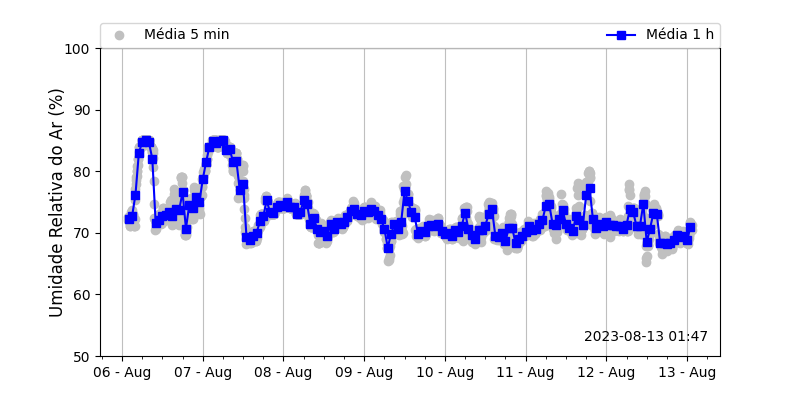 Média 5 min
Média 1 h
Umidade Relativa do Ar (%)
100
90
80
70
60
50
2023-08-13 01:47
06 - Aug
07 - Aug
08 - Aug
09 - Aug
10 - Aug
11 - Aug
12 - Aug
13 - Aug